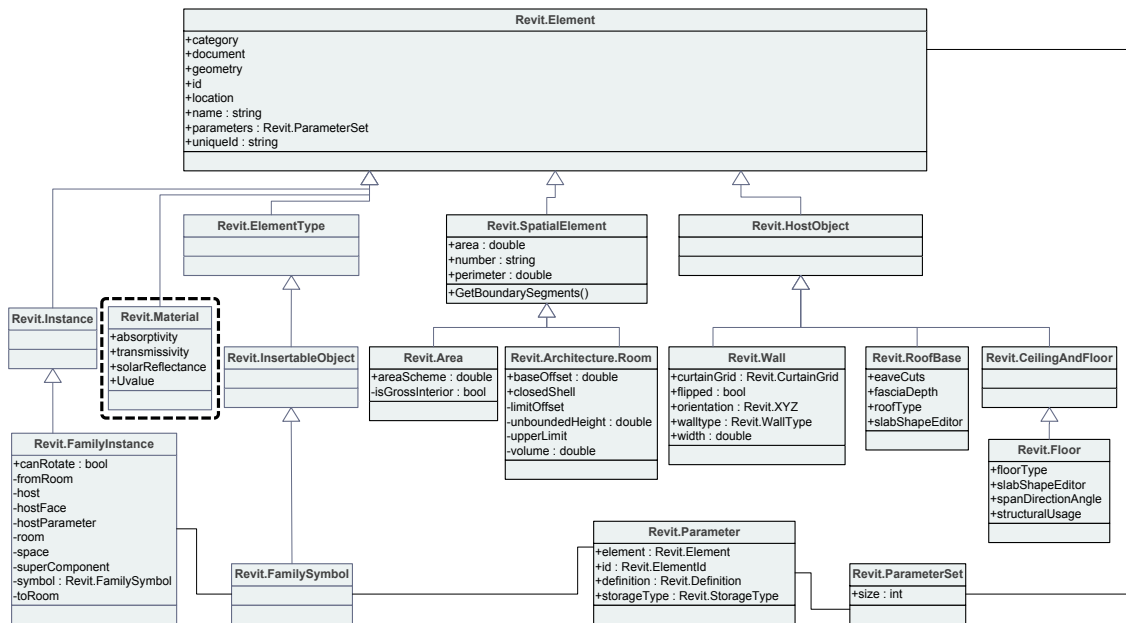 Revit.Element
+category
+document
+geometry
+id
+location
+name : string
+parameters : Revit.ParameterSet
+uniqueId : string
Revit.ElementType
Revit.SpatialElement
+area : double
+number : string
+perimeter : double
+GetBoundarySegments()
Revit.HostObject
Revit.Instance
Revit.Material
+absorptivity
+transmissivity
+solarReflectance
+Uvalue
Revit.InsertableObject
Revit.Area
+areaScheme : double
-isGrossInterior : bool
Revit.Architecture.Room
+baseOffset : double
+closedShell
-limitOffset
-unboundedHeight : double
-upperLimit
-volume : double
Revit.Wall
+curtainGrid : Revit.CurtainGrid
+flipped : bool
+orientation : Revit.XYZ
+walltype : Revit.WallType
+width : double
Revit.RoofBase
+eaveCuts
+fasciaDepth
+roofType
+slabShapeEditor
Revit.CeilingAndFloor
Revit.FamilyInstance
+canRotate : bool
-fromRoom
-host
-hostFace
-hostParameter
-room
-space
-superComponent
-symbol : Revit.FamilySymbol
-toRoom
Revit.Floor
+floorType
+slabShapeEditor
+spanDirectionAngle
+structuralUsage
Revit.FamilySymbol
Revit.Parameter
+element : Revit.Element
+id : Revit.ElementId
+definition : Revit.Definition
+storageType : Revit.StorageType
Revit.ParameterSet
+size : int